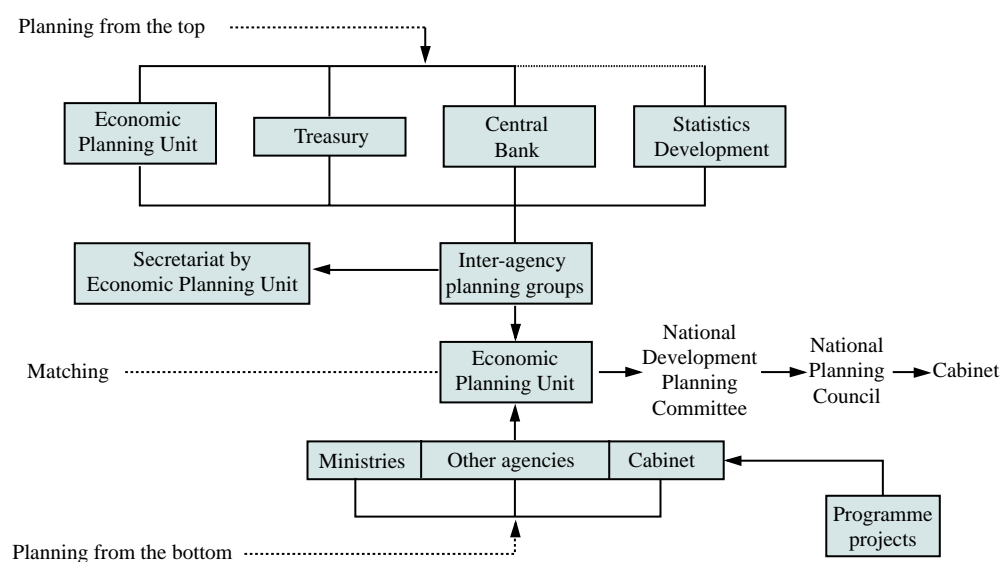 Planning from the top
Economic
Planning Unit
Treasury
Central
Bank
Statistics
Development
Secretariat by
Economic Planning Unit
Inter-agency
planning groups
Matching
Economic
Planning Unit
National
Development
Planning
Committee
National
Planning
Council
Cabinet
Ministries
Other agencies
Cabinet
Programme
projects
Planning from the bottom